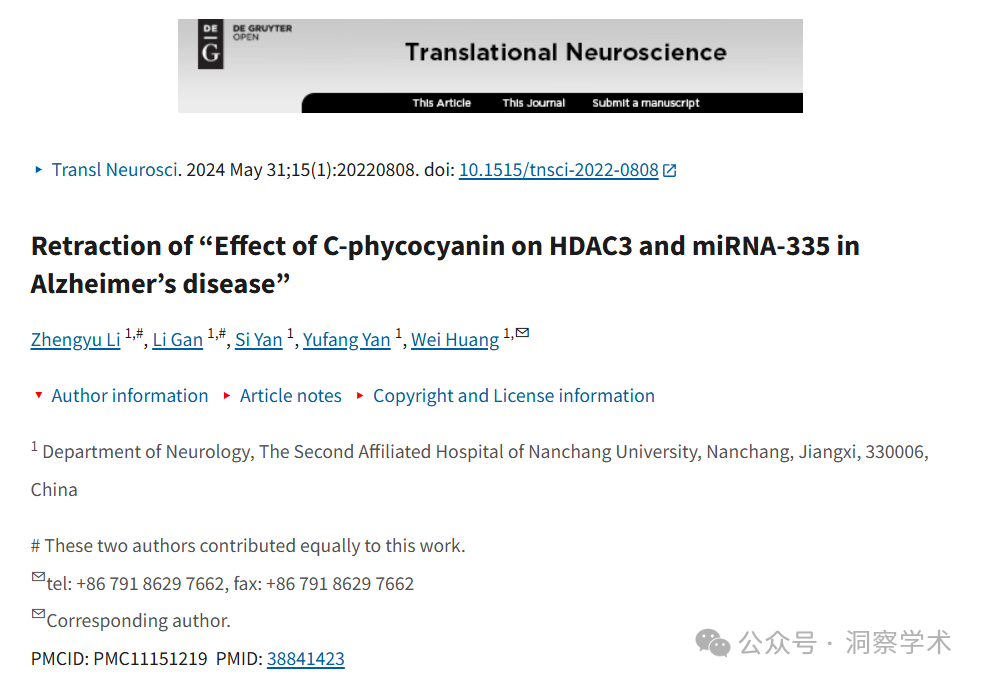 DE
G
DE GRUYTER
OPEN
Translational Neuroscience
This Article This Journal Submit a manuscript
Transl Neurosci. 2024 May 31;15(1):20220808. doi: 10.1515/tnsci-2022-0808
Retraction of “Effect of C-phycocyanin on HDAC3 and miRNA-335 in
Alzheimer’s disease”
Zhengyu Li 1,#, Li Gan 1,#, Si Yan 1, Yufang Yan 1, Wei Huang 1,✉
Author information Article notes Copyright and License information
1 Department of Neurology, The Second Affiliated Hospital of Nanchang University, Nanchang, Jiangxi, 330006,
China
# These two authors contributed equally to this work.
✉tel: +86 791 8629 7662, fax: +86 791 8629 7662
✉Corresponding author.
PMCID: PMC11151219 PMID: 38841423
公众号 · 洞察学术